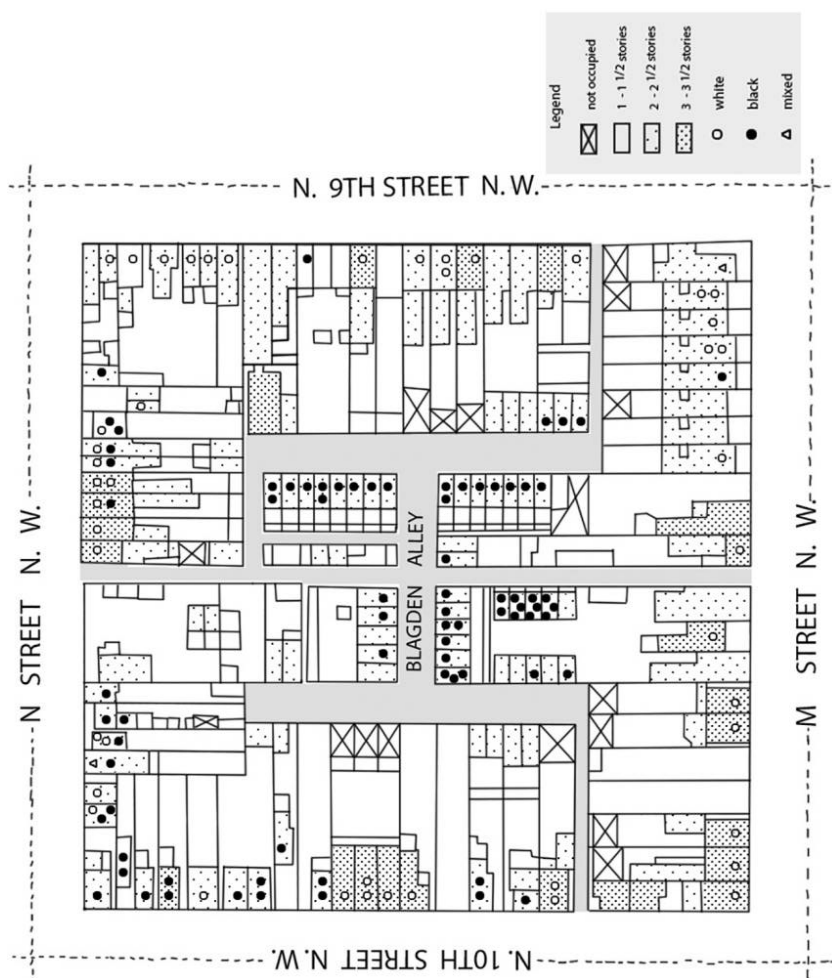 Legend
not occupied
1 - 1 1/2 stories
2 - 2 1/2 stories
3 - 3 1/2 stories
white
black
mixed
N. 9TH STREET N.W.
N STREET N. W.
BLAGDEN ALLEY
M STREET N. W.
N. 10TH STREET N.W.